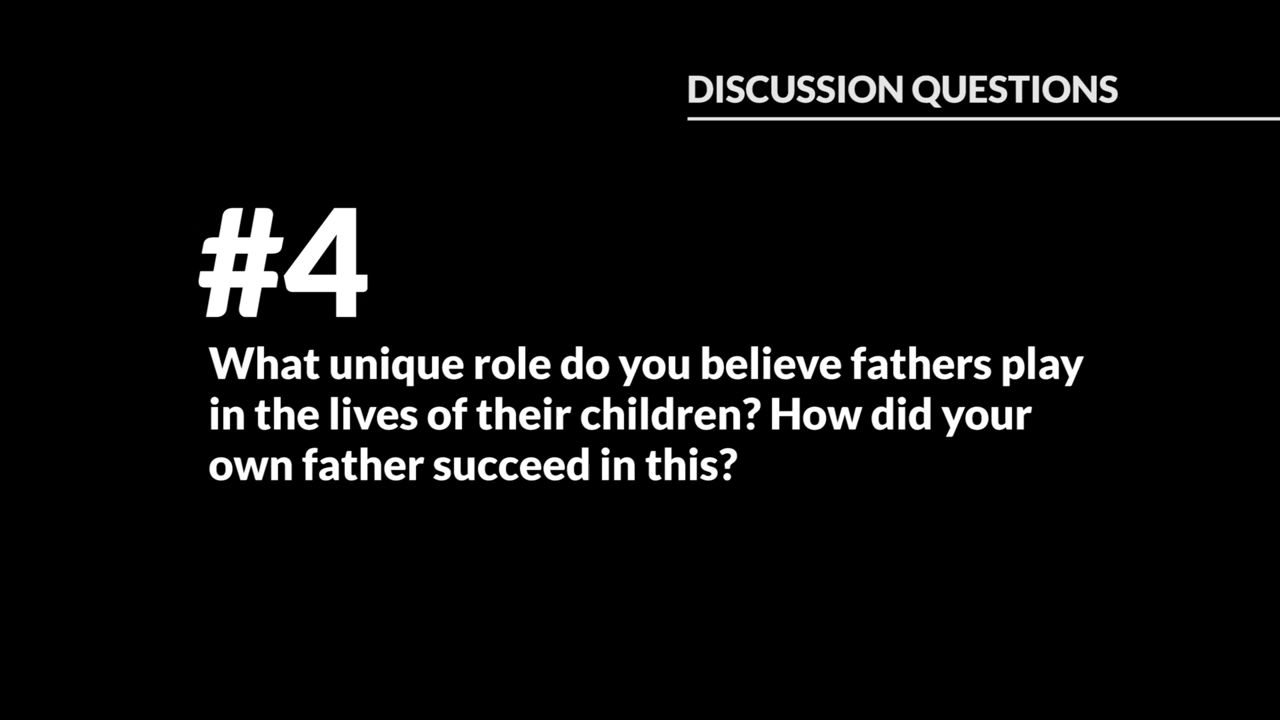 DISCUSSION QUESTIONS
#4
What unique role do you believe fathers play
in the lives of their children? How did your
own father succeed in this?